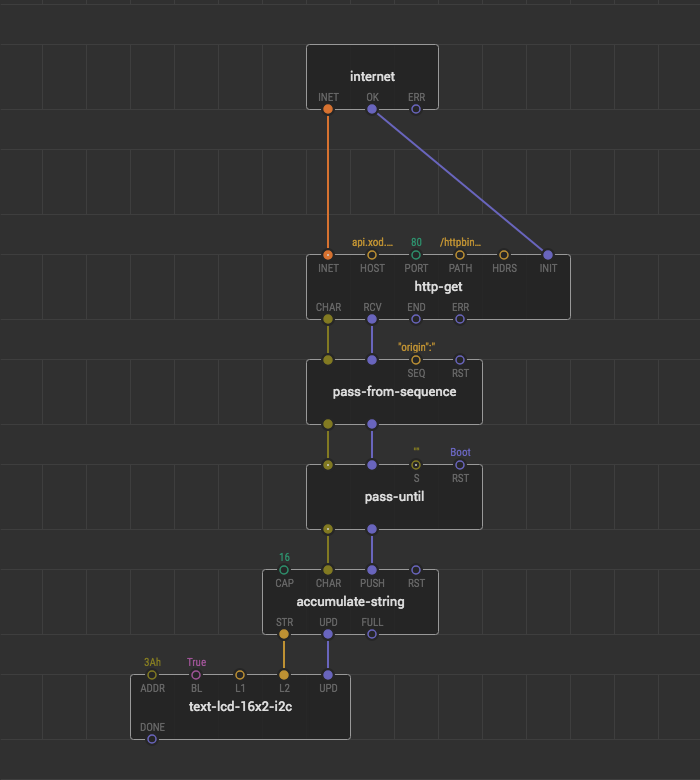 internet
INET OK ERR
api.xod.... 80 /httpbin...
INET HOST PORT PATH HDRS INIT
http-get
CHAR RCV END ERR
"origin":"
SEQ RST
pass-from-sequence
'"' Boot
S RST
pass-until
16
CAP CHAR PUSH RST
accumulate-string
STR UPD FULL
3Ah True
ADDR BL L1 L2 UPD
text-lcd-16x2-i2c
DONE